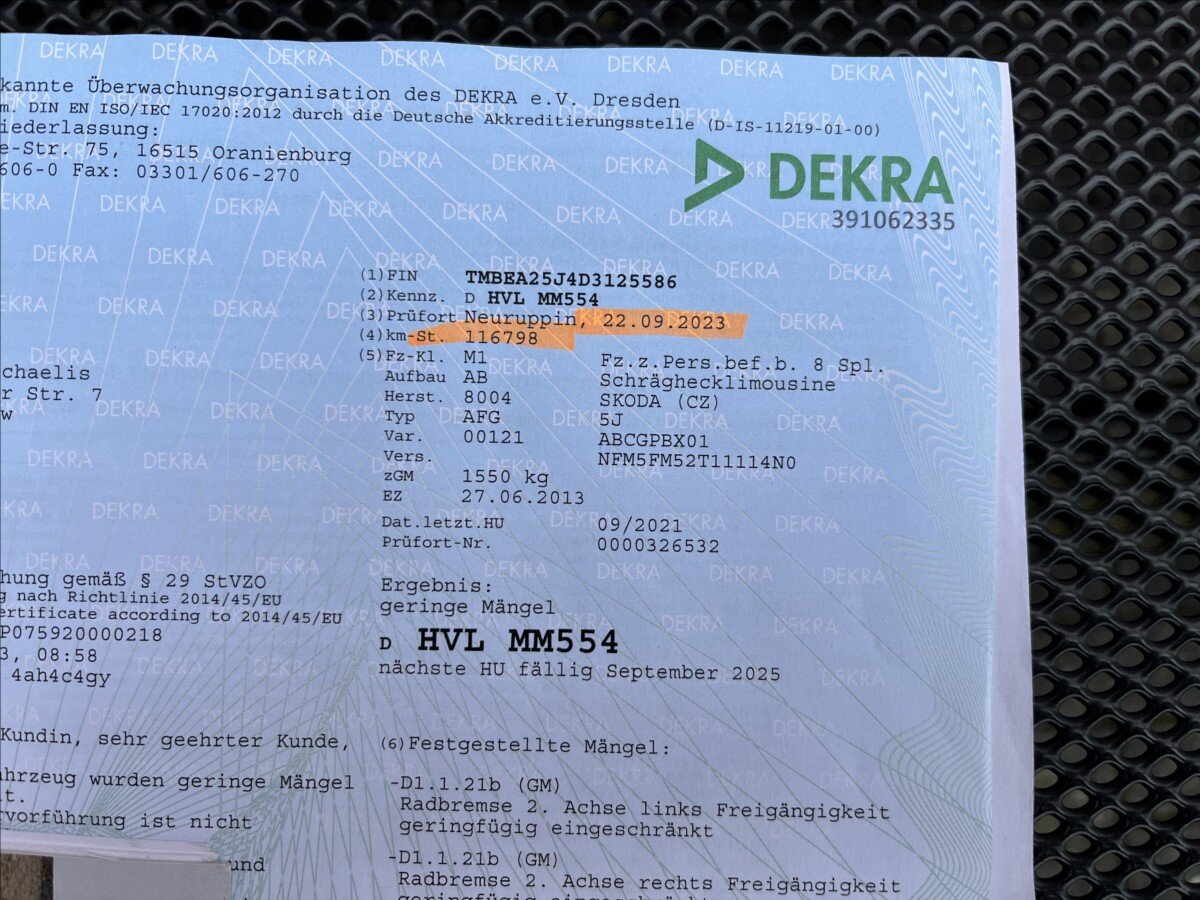 kannte Überwachungsorganisation des DEKRA e.V. Dresden
m. DIN EN ISO/IEC 17020:2012 durch die Deutsche Akkreditierungsstelle (D-IS-11219-01-00)
iederlassung:
e-Str. 75, 16515 Oranienburg
606-0 Fax: 03301/606-270
DEKRA
391062335
(1) FIN TMBEA25J4D3125586
(2) Kennz. D HVL MM554
(3) Prüfort Neuruppin, 22.09.2023
(4) km-St. 116798
(5) Fz-Kl. M1 Fz.z.Pers.bef.b. 8 Spl.
Aufbau AB Schräghecklimousine
Herst. 8004 SKODA (CZ)
Typ AFG 5J
Var. 00121 ABCGPBX01
Vers. NFM5FM52T11114N0
zGM 1550 kg
EZ 27.06.2013
Dat.letzt.HU 09/2021
Prüfort-Nr. 0000326532
chaelis
r Str. 7
w
hung gemäß § 29 StVZO
g nach Richtlinie 2014/45/EU
ertificate according to 2014/45/EU
P075920000218
3, 08:58
4ah4c4gy
Ergebnis:
geringe Mängel
D HVL MM554
nächste HU fällig September 2025
Kundin, sehr geehrter Kunde,
ahrzeug wurden geringe Mängel
t.
rvorführung ist nicht
und
(6) Festgestellte Mängel:
-D1.1.21b (GM)
Radbremse 2. Achse links Freigängigkeit
geringfügig eingeschränkt
-D1.1.21b (GM)
Radbremse 2. Achse rechts Freigängigkeit
geringfügig eingeschränkt